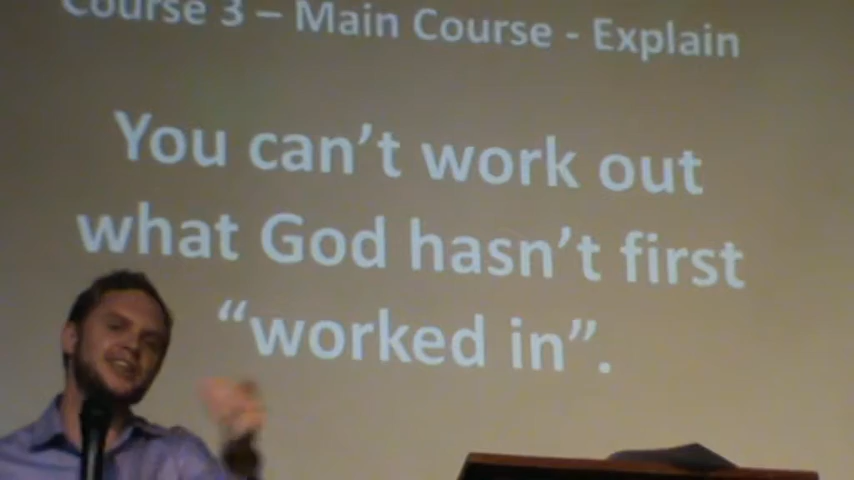 Course 3 – Main Course - Explain
You can’t work out
what God hasn’t first
“worked in”.